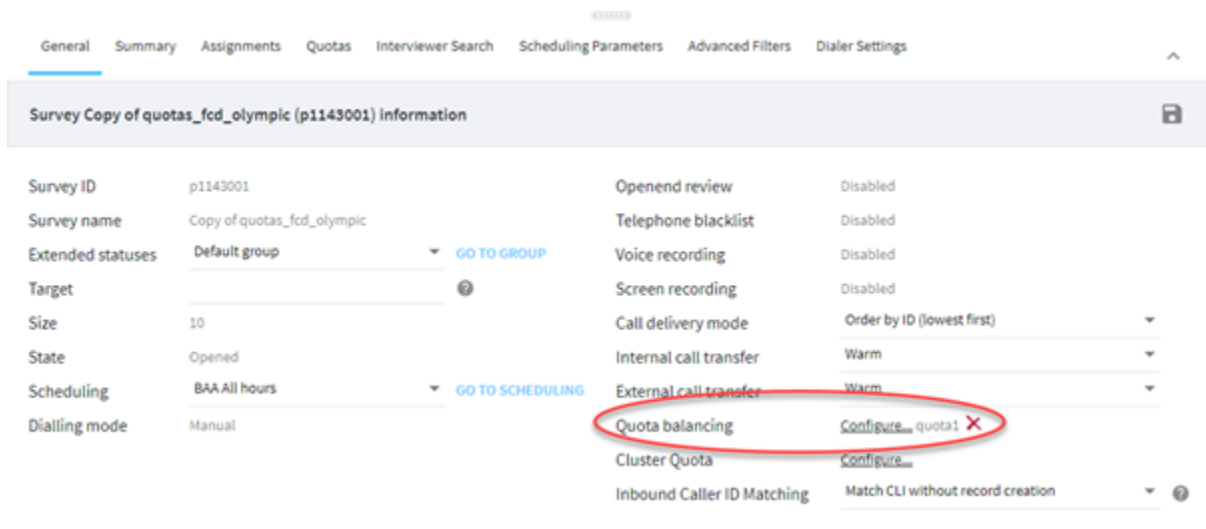 General Summary Assignments Quotas Interviewer Search Scheduling Parameters Advanced Filters Dialer Settings
Survey Copy of quotas_fcd_olympic (p1143001) information
Survey ID p1143001
Survey name Copy of quotas_fcd_olympic
Extended statuses Default group GO TO GROUP
Target
Size 10
State Opened
Scheduling BAA All hours GO TO SCHEDULING
Dialling mode Manual
Openend review Disabled
Telephone blacklist Disabled
Voice recording Disabled
Screen recording Disabled
Call delivery mode Order by ID (lowest first)
Internal call transfer Warm
External call transfer Warm
Quota balancing Configure... quota1
Cluster Quota Configure...
Inbound Caller ID Matching Match CLI without record creation